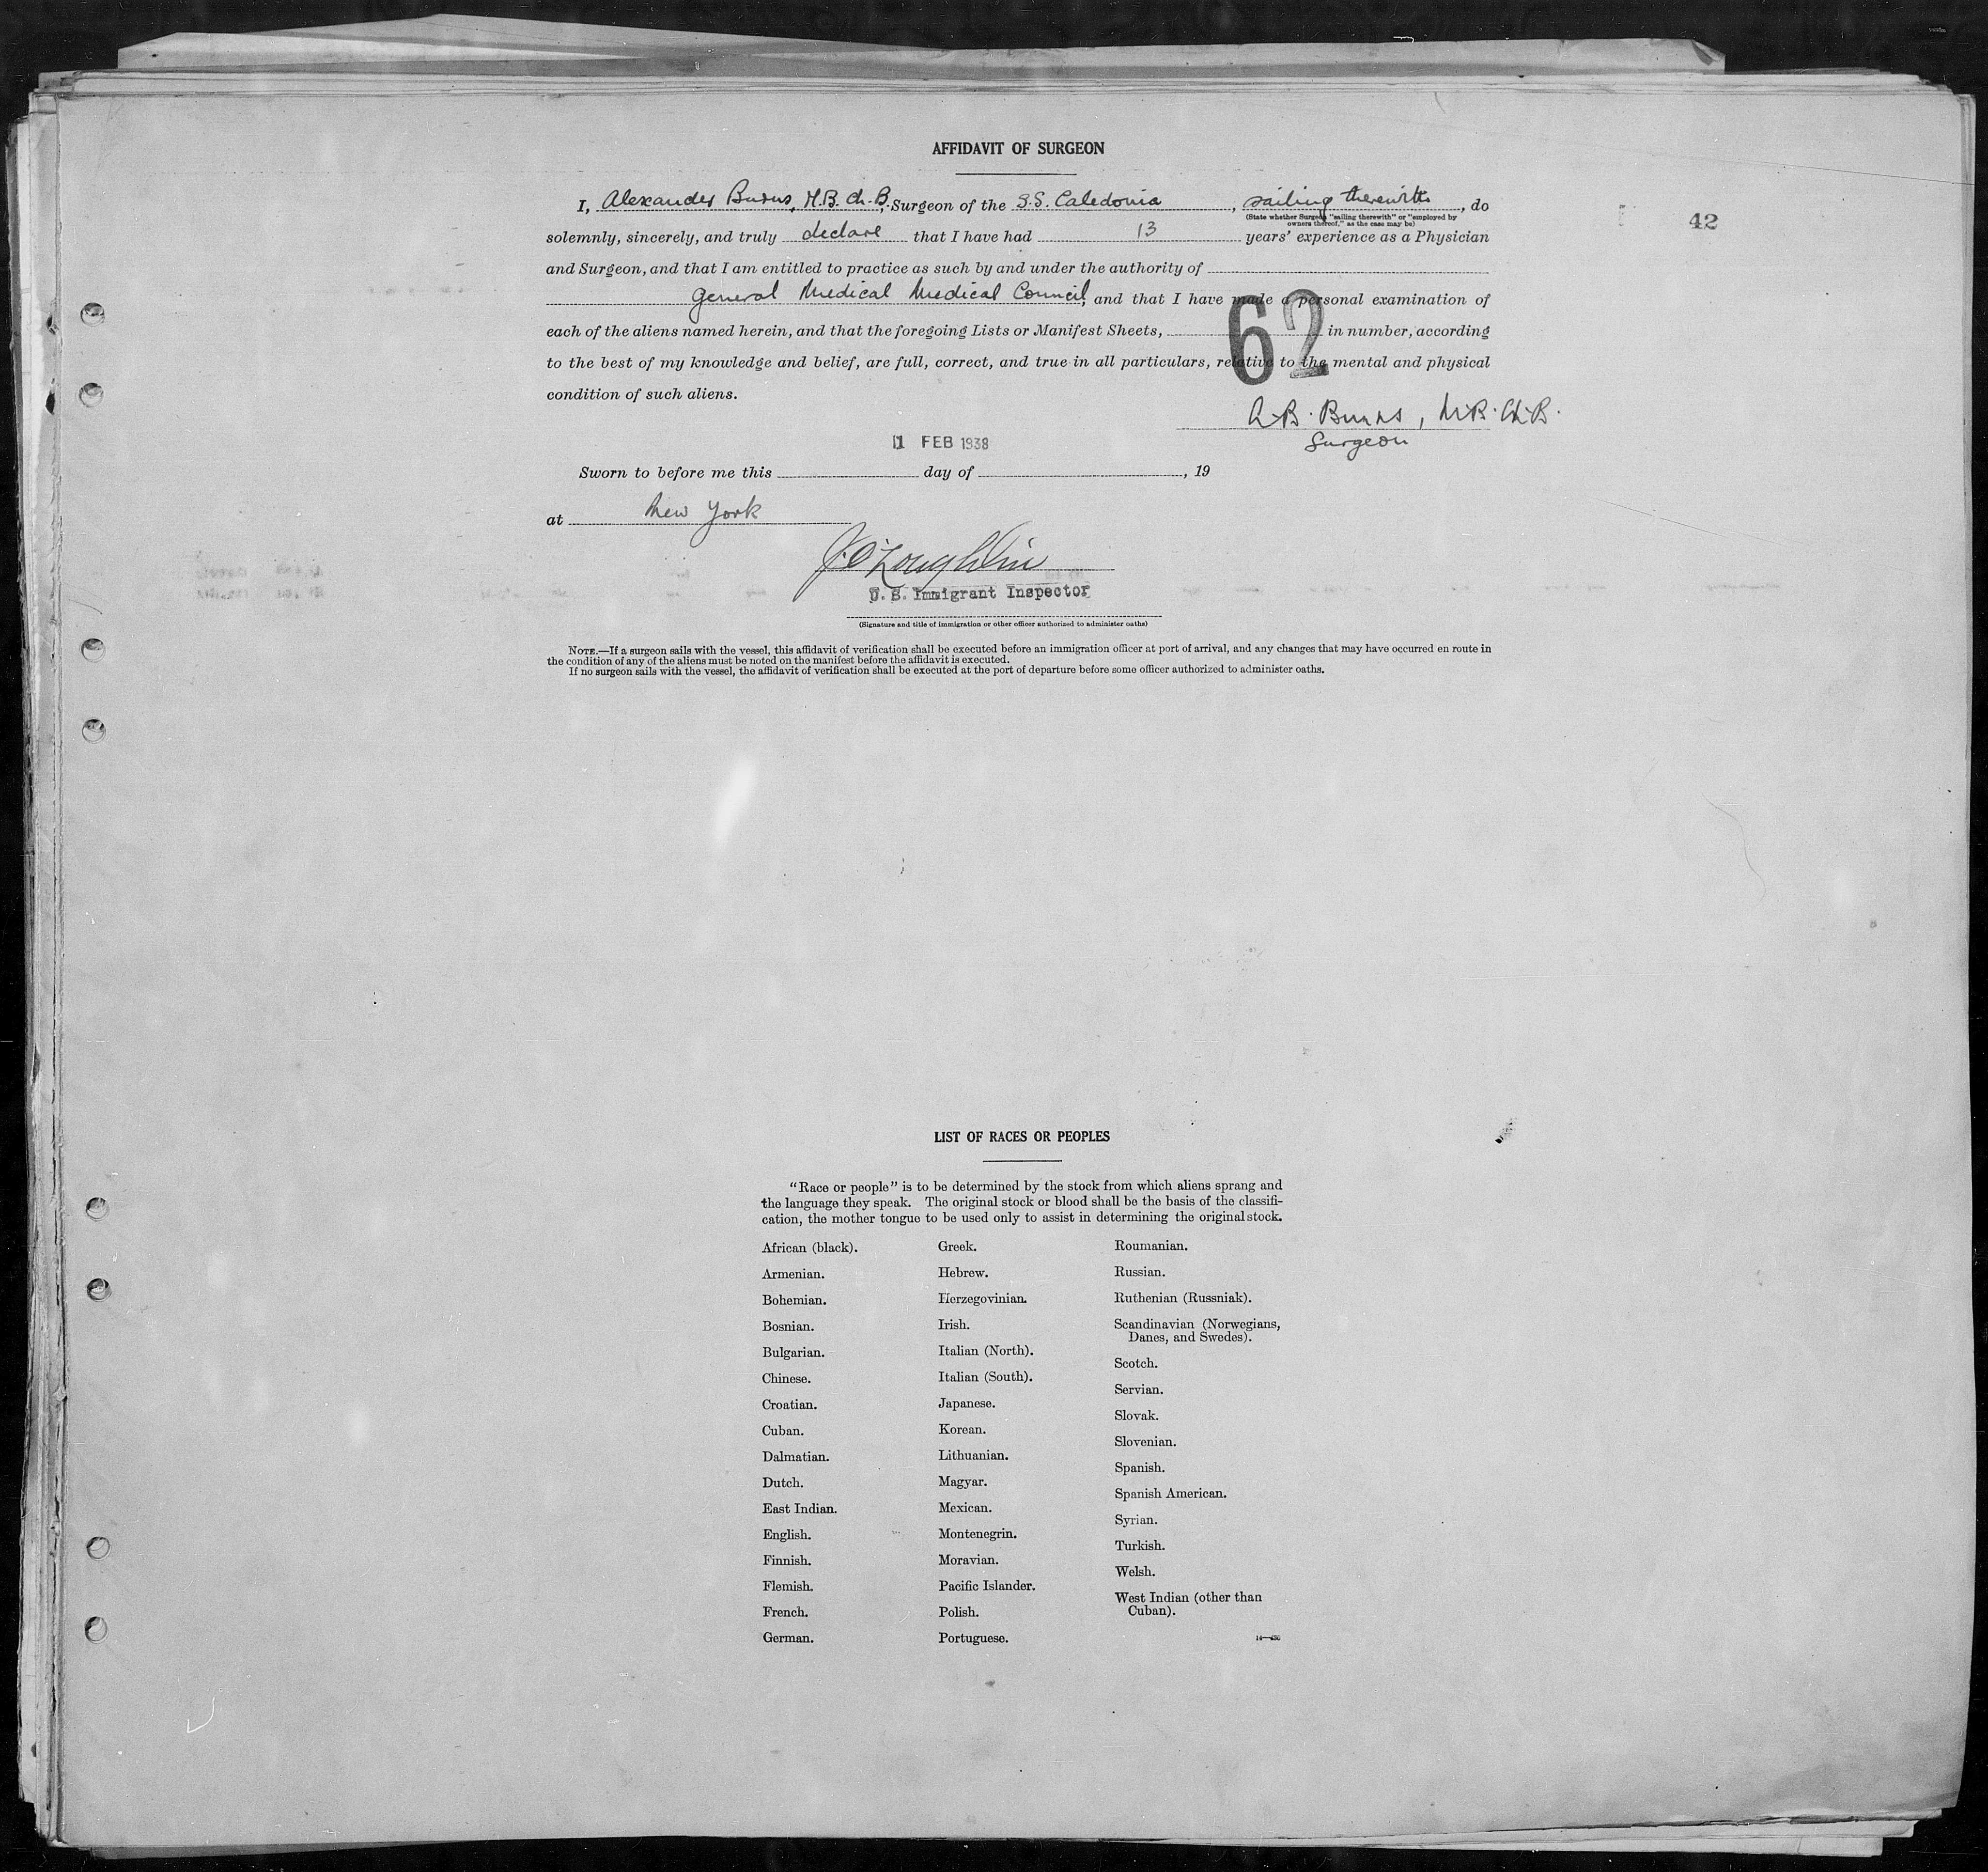 AFFIDAVIT OF SURGEON
I, Alexander Burns, M.B. Ch.B., Surgeon of the S.S. Caledonia, sailing therewith, do
(State whether Surgeon "sailing therewith" or "employed by
owners thereof," as the case may be)
42
solemnly, sincerely, and truly declare that I have had 13 years' experience as a Physician
and Surgeon, and that I am entitled to practice as such by and under the authority of
General Medical Medical Council, and that I have made a personal examination of
each of the aliens named herein, and that the foregoing Lists or Manifest Sheets, in number, according
62
to the best of my knowledge and belief, are full, correct, and true in all particulars, relative to the mental and physical
condition of such aliens.
A.B. Burns, M.B. Ch.B.
Surgeon
1 FEB 1938
Sworn to before me this day of , 19
at New York
J. O'Loughlin
U. S. Immigrant Inspector
(Signature and title of immigration or other officer authorized to administer oaths)
NOTE.—If a surgeon sails with the vessel, this affidavit of verification shall be executed before an immigration officer at port of arrival, and any changes that may have occurred en route in
the condition of any of the aliens must be noted on the manifest before the affidavit is executed.
If no surgeon sails with the vessel, the affidavit of verification shall be executed at the port of departure before some officer authorized to administer oaths.
LIST OF RACES OR PEOPLES
"Race or people" is to be determined by the stock from which aliens sprang and
the language they speak. The original stock or blood shall be the basis of the classifi-
cation, the mother tongue to be used only to assist in determining the original stock.
African (black).
Armenian.
Bohemian.
Bosnian.
Bulgarian.
Chinese.
Croatian.
Cuban.
Dalmatian.
Dutch.
East Indian.
English.
Finnish.
Flemish.
French.
German.
Greek.
Hebrew.
Herzegovinian.
Irish.
Italian (North).
Italian (South).
Japanese.
Korean.
Lithuanian.
Magyar.
Mexican.
Montenegrin.
Moravian.
Pacific Islander.
Polish.
Portuguese.
Roumanian.
Russian.
Ruthenian (Russniak).
Scandinavian (Norwegians,
Danes, and Swedes).
Scotch.
Servian.
Slovak.
Slovenian.
Spanish.
Spanish American.
Syrian.
Turkish.
Welsh.
West Indian (other than
Cuban).